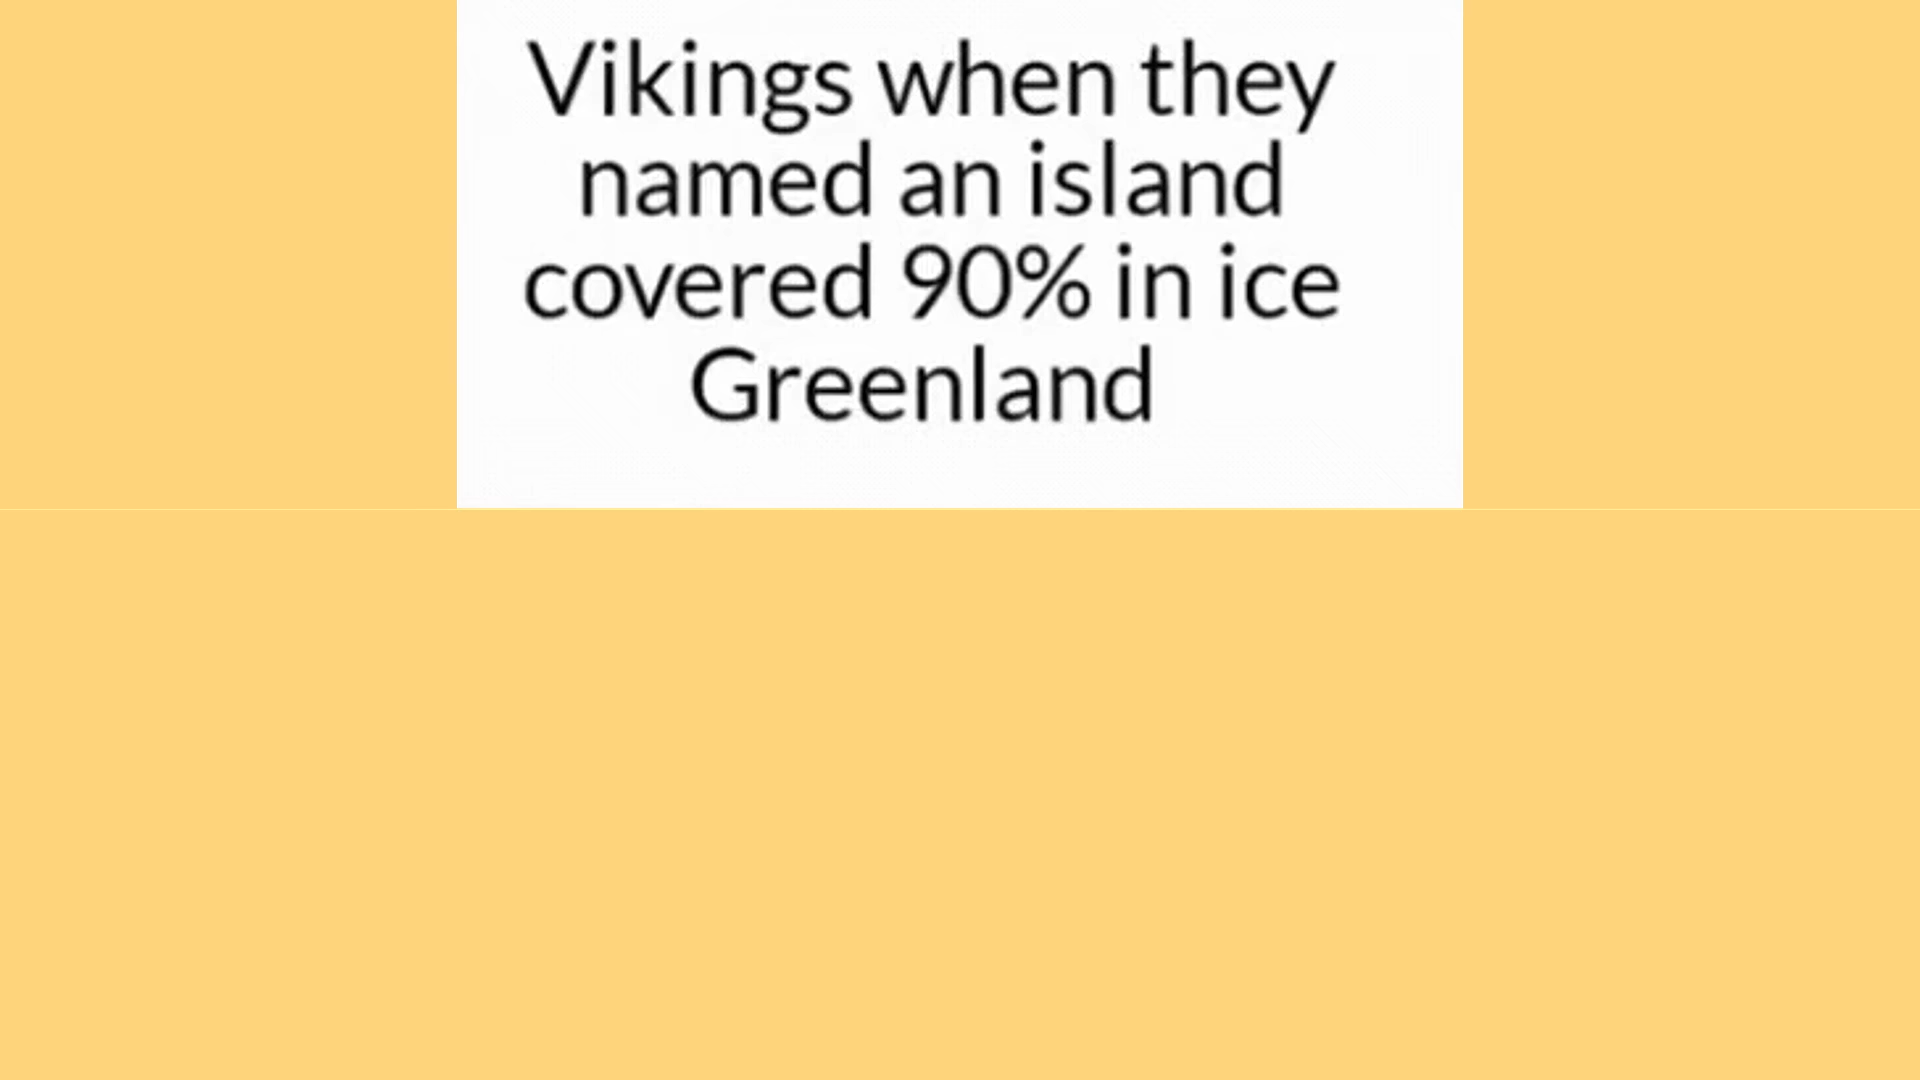 Vikings when they
named an island
covered 90% in ice
Greenland